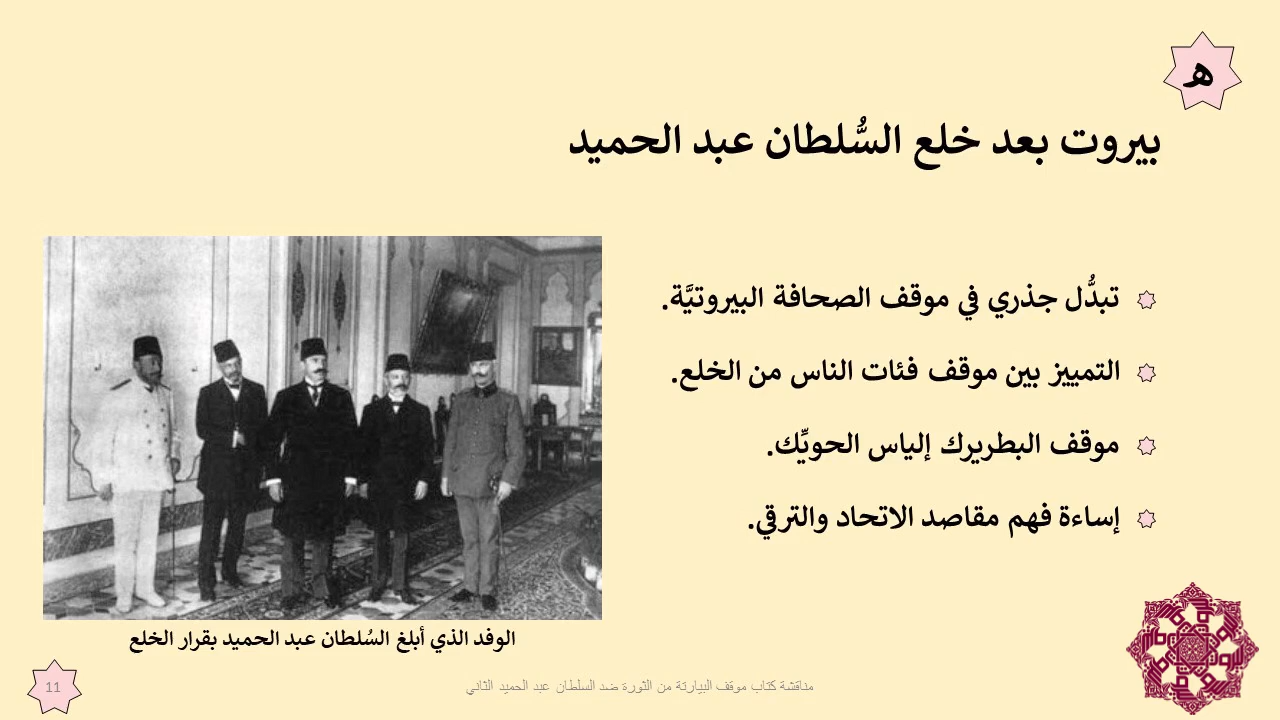 هـ
بيروت بعد خلع السُّلطان عبد الحميد
تبدُّل جذري في موقف الصحافة البيروتيَّة.
التمييز بين موقف فئات الناس من الخلع.
موقف البطريرك إلياس الحويِّك.
إساءة فهم مقاصد الاتحاد والترقي.
الوفد الذي أبلغ السُلطان عبد الحميد بقرار الخلع
مناقشة كتاب موقف البيارتة من الثورة ضد السلطان عبد الحميد الثاني
11